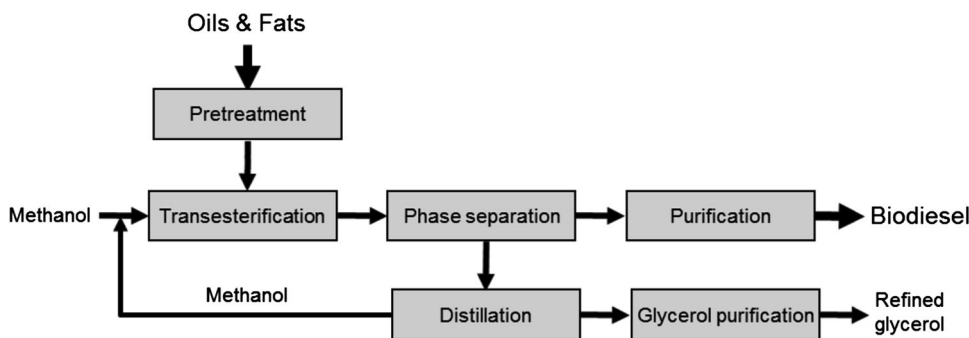 Oils & Fats
Pretreatment
Methanol
Transesterification
Phase separation
Purification
Biodiesel
Methanol
Distillation
Glycerol purification
Refined
glycerol